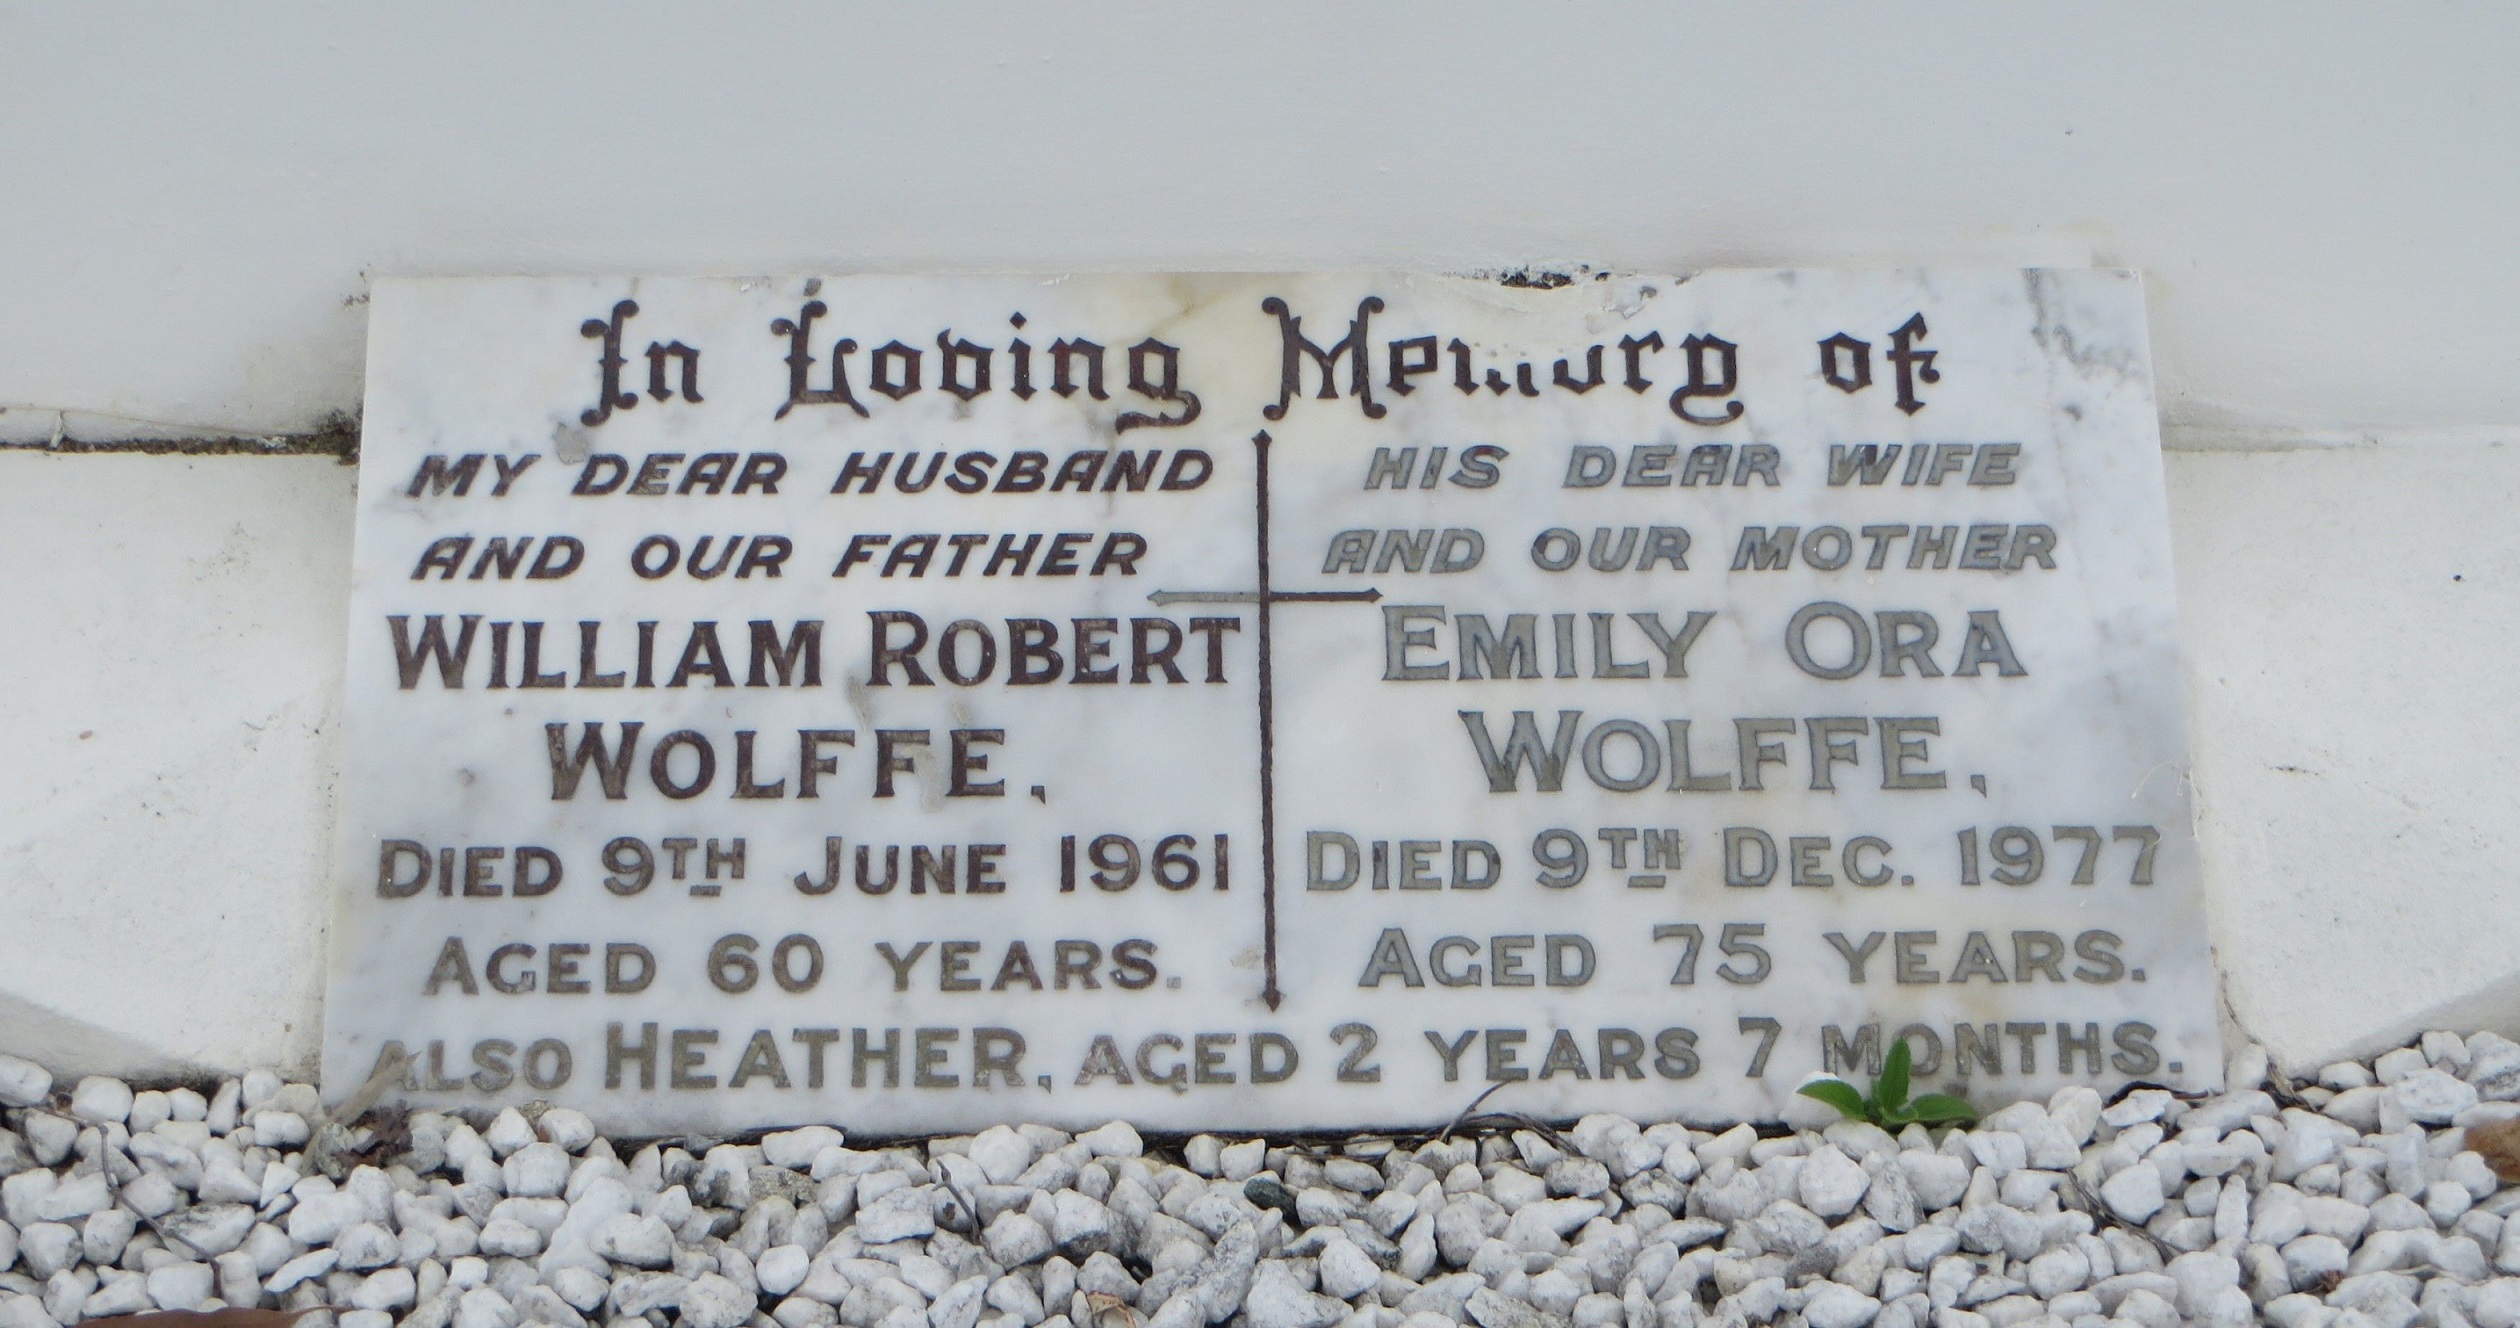 In Loving Memory of
MY DEAR HUSBAND
AND OUR FATHER
WILLIAM ROBERT
WOLFFE,
DIED 9TH JUNE 1961
AGED 60 YEARS.
HIS DEAR WIFE
AND OUR MOTHER
EMILY ORA
WOLFFE,
DIED 9TH DEC. 1977
AGED 75 YEARS.
ALSO HEATHER, AGED 2 YEARS 7 MONTHS.